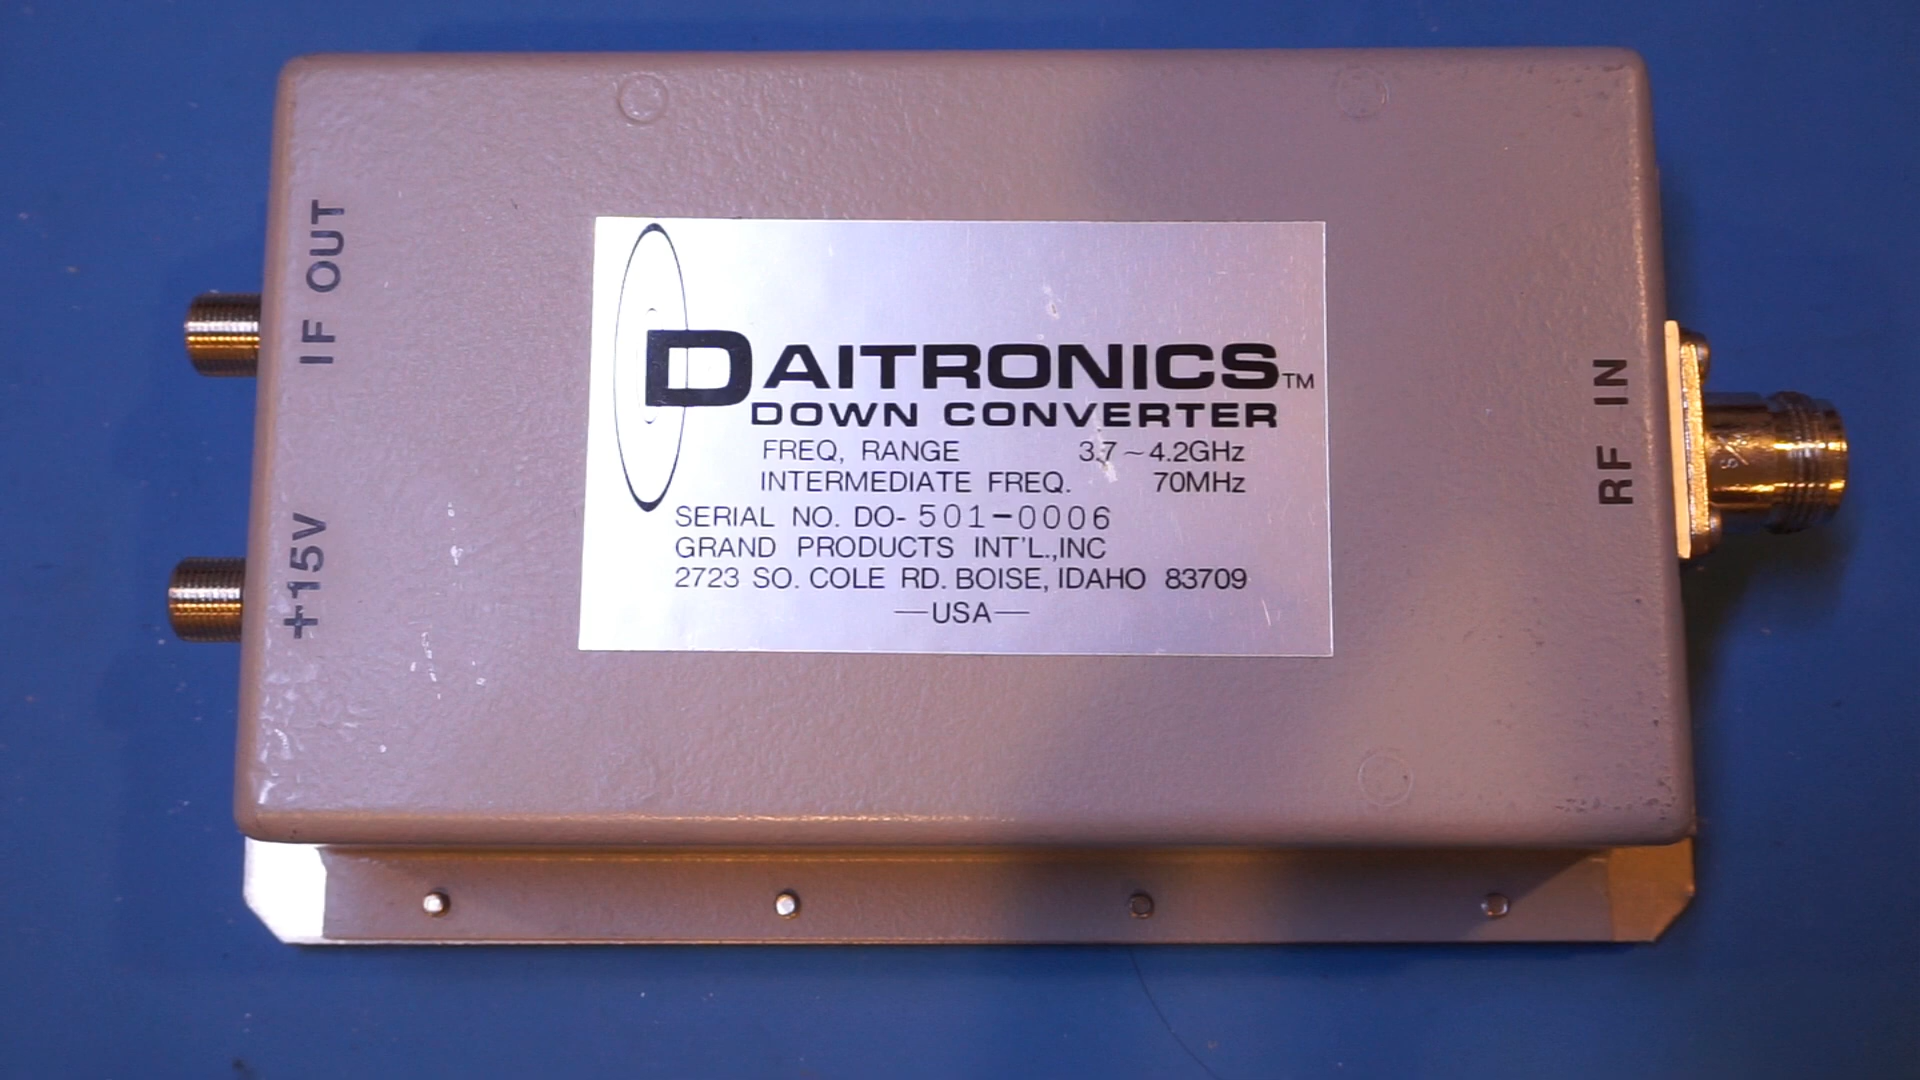 IF OUT
+15V
DAITRONICS™
DOWN CONVERTER
FREQ, RANGE 3.7~4.2GHz
INTERMEDIATE FREQ. 70MHz
SERIAL NO. DO-501-0006
GRAND PRODUCTS INT'L.,INC
2723 SO. COLE RD. BOISE, IDAHO 83709
—USA—
RF IN